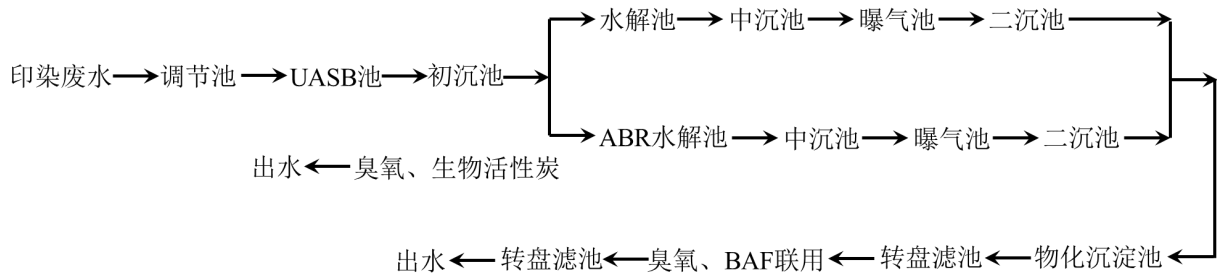 水解池 中沉池 曝气池 二沉池
印染废水 调节池 UASB池 初沉池
ABR水解池 中沉池 曝气池 二沉池
出水 臭氧、生物活性炭
出水 转盘滤池 臭氧、BAF联用 转盘滤池 物化沉淀池